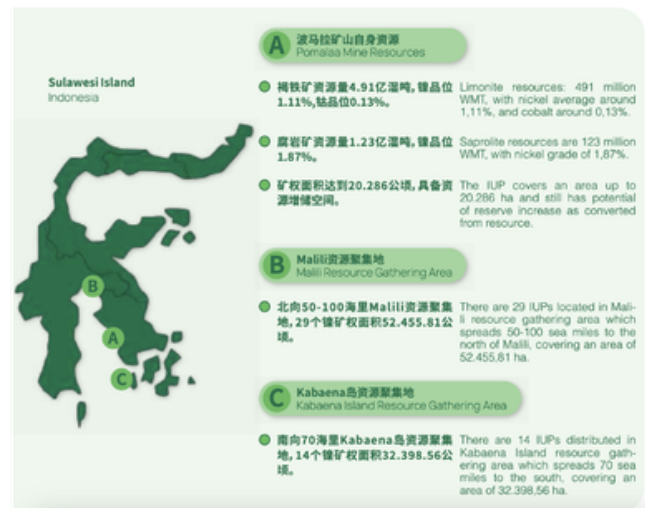 Sulawesi Island
Indonesia
B
A
C
A
波马拉矿山自身资源
Pomalaa Mine Resources
褐铁矿资源量4.91亿湿吨,镍品位
1.11%,钴品位0.13%。
Limonite resources: 491 million
WMT, with nickel average around
1,11%, and cobalt around 0,13%.
腐岩矿资源量1.23亿湿吨,镍品位
1.87%。
Saprolite resources are 123 million
WMT, with nickel grade of 1,87%.
矿权面积达到20.286公顷,具备资
源增储空间。
The IUP covers an area up to
20.286 ha and still has potential
of reserve increase as converted
from resource.
B
Malili资源聚集地
Malili Resource Gathering Area
北向50-100海里Malili资源聚集
地,29个镍矿权面积52.455.81公
顷。
There are 29 IUPs located in Mali-
li resource gathering area which
spreads 50-100 sea miles to the
north of Malili, covering an area of
52.455,81 ha.
C
Kabaena岛资源聚集地
Kabaena Island Resource Gathering Area
南向70海里Kabaena岛资源聚集
地,14个镍矿权面积32.398.56公
顷。
There are 14 IUPs distributed in
Kabaena Island resource gath-
ering area which spreads 70 sea
miles to the south, covering an
area of 32.398,56 ha.